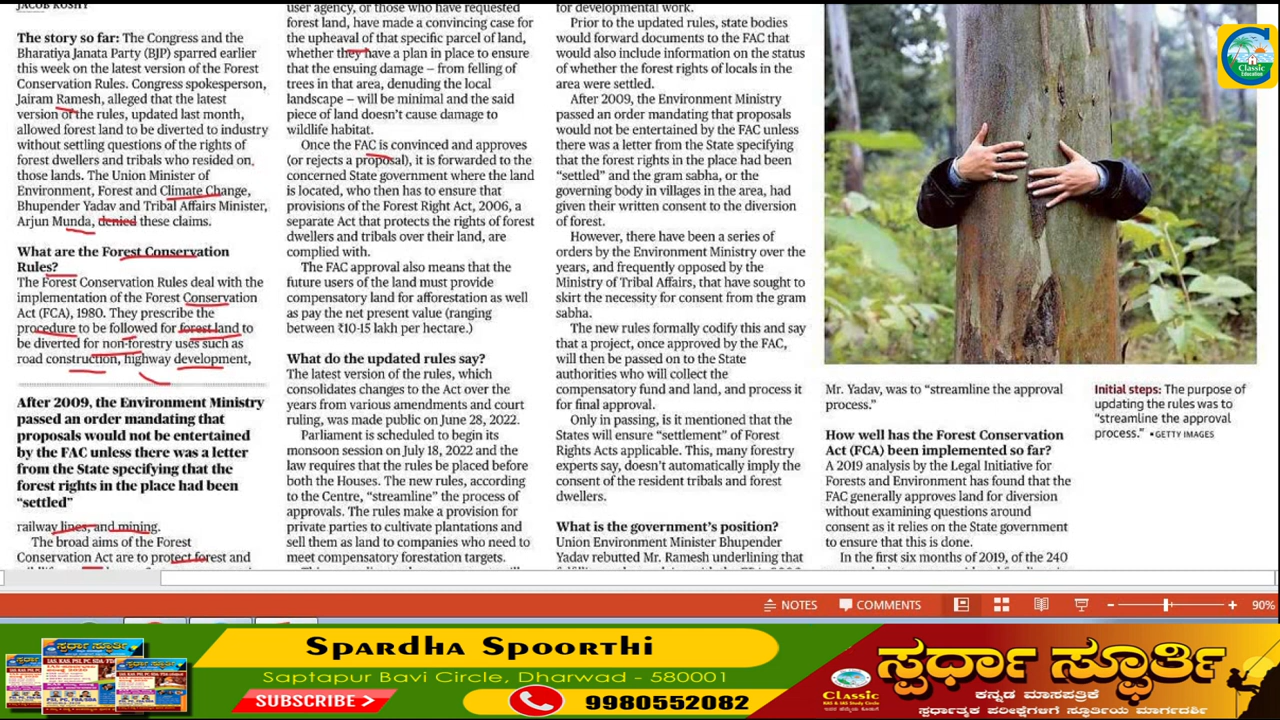 JACOB KOSHY
The story so far: The Congress and the
Bharatiya Janata Party (BJP) sparred earlier
this week on the latest version of the Forest
Conservation Rules. Congress spokesperson,
Jairam Ramesh, alleged that the latest
version of the rules, updated last month,
allowed forest land to be diverted to industry
without settling questions of the rights of
forest dwellers and tribals who resided on
those lands. The Union Minister of
Environment, Forest and Climate Change,
Bhupender Yadav and Tribal Affairs Minister,
Arjun Munda, denied these claims.
What are the Forest Conservation
Rules?
The Forest Conservation Rules deal with the
implementation of the Forest Conservation
Act (FCA), 1980. They prescribe the
procedure to be followed for forest land to
be diverted for non-forestry uses such as
road construction, highway development,
After 2009, the Environment Ministry
passed an order mandating that
proposals would not be entertained
by the FAC unless there was a letter
from the State specifying that the
forest rights in the place had been
“settled”
railway lines, and mining.
The broad aims of the Forest
Conservation Act are to protect forest and
user agency, or those who have requested
forest land, have made a convincing case for
the upheaval of that specific parcel of land,
whether they have a plan in place to ensure
that the ensuing damage – from felling of
trees in that area, denuding the local
landscape – will be minimal and the said
piece of land doesn't cause damage to
wildlife habitat.
Once the FAC is convinced and approves
(or rejects a proposal), it is forwarded to the
concerned State government where the land
is located, who then has to ensure that
provisions of the Forest Right Act, 2006, a
separate Act that protects the rights of forest
dwellers and tribals over their land, are
complied with.
The FAC approval also means that the
future users of the land must provide
compensatory land for afforestation as well
as pay the net present value (ranging
between ₹10-15 lakh per hectare.)
What do the updated rules say?
The latest version of the rules, which
consolidates changes to the Act over the
years from various amendments and court
ruling, was made public on June 28, 2022.
Parliament is scheduled to begin its
monsoon session on July 18, 2022 and the
law requires that the rules be placed before
both the Houses. The new rules, according
to the Centre, “streamline” the process of
approvals. The rules make a provision for
private parties to cultivate plantations and
sell them as land to companies who need to
meet compensatory forestation targets.
for developmental work.
Prior to the updated rules, state bodies
would forward documents to the FAC that
would also include information on the status
of whether the forest rights of locals in the
area were settled.
After 2009, the Environment Ministry
passed an order mandating that proposals
would not be entertained by the FAC unless
there was a letter from the State specifying
that the forest rights in the place had been
“settled” and the gram sabha, or the
governing body in villages in the area, had
given their written consent to the diversion
of forest.
However, there have been a series of
orders by the Environment Ministry over the
years, and frequently opposed by the
Ministry of Tribal Affairs, that have sought to
skirt the necessity for consent from the gram
sabha.
The new rules formally codify this and say
that a project, once approved by the FAC,
will then be passed on to the State
authorities who will collect the
compensatory fund and land, and process it
for final approval.
Only in passing, is it mentioned that the
States will ensure “settlement” of Forest
Rights Acts applicable. This, many forestry
experts say, doesn't automatically imply the
consent of the resident tribals and forest
dwellers.
What is the government's position?
Union Environment Minister Bhupender
Yadav rebutted Mr. Ramesh underlining that
Mr. Yadav, was to “streamline the approval
process.”
How well has the Forest Conservation
Act (FCA) been implemented so far?
A 2019 analysis by the Legal Initiative for
Forests and Environment has found that the
FAC generally approves land for diversion
without examining questions around
consent as it relies on the State government
to ensure that this is done.
In the first six months of 2019, of the 240
Initial steps: The purpose of
updating the rules was to
“streamline the approval
process.” • GETTY IMAGES
Classic
Education
NOTES COMMENTS 90%
Spardha Spoorthi
Saptapur Bavi Circle, Dharwad - 580001
SUBSCRIBE
9980552082
ಸ್ಪರ್ಧಾ ಸ್ಫೂರ್ತಿ
ಕನ್ನಡ ಮಾಸಪತ್ರಿಕೆ
ಸ್ಪರ್ಧಾತ್ಮಕ ಪರೀಕ್ಷೆಗಳಿಗೆ ಸ್ಫೂರ್ತಿಯ ಮಾರ್ಗದರ್ಶಿ
Classic
KAS & IAS Study Circle